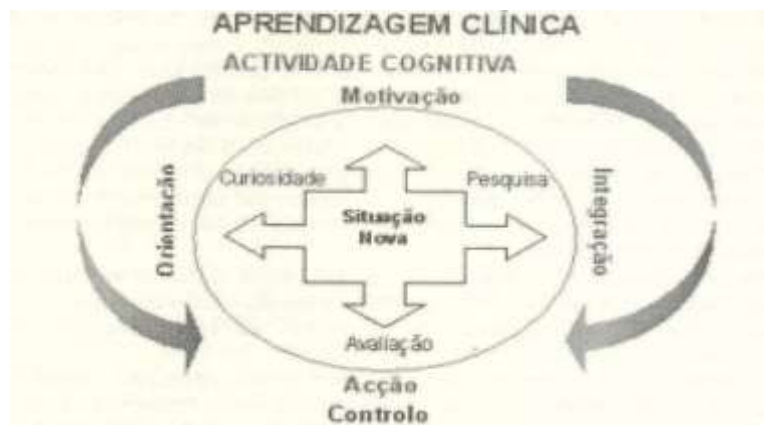 APRENDIZAGEM CLÍNICA
ACTIVIDADE COGNITIVA
Motivação
Curiosidade
Pesquisa
Orientação
Situação
Nova
Integração
Avaliação
Acção
Controlo